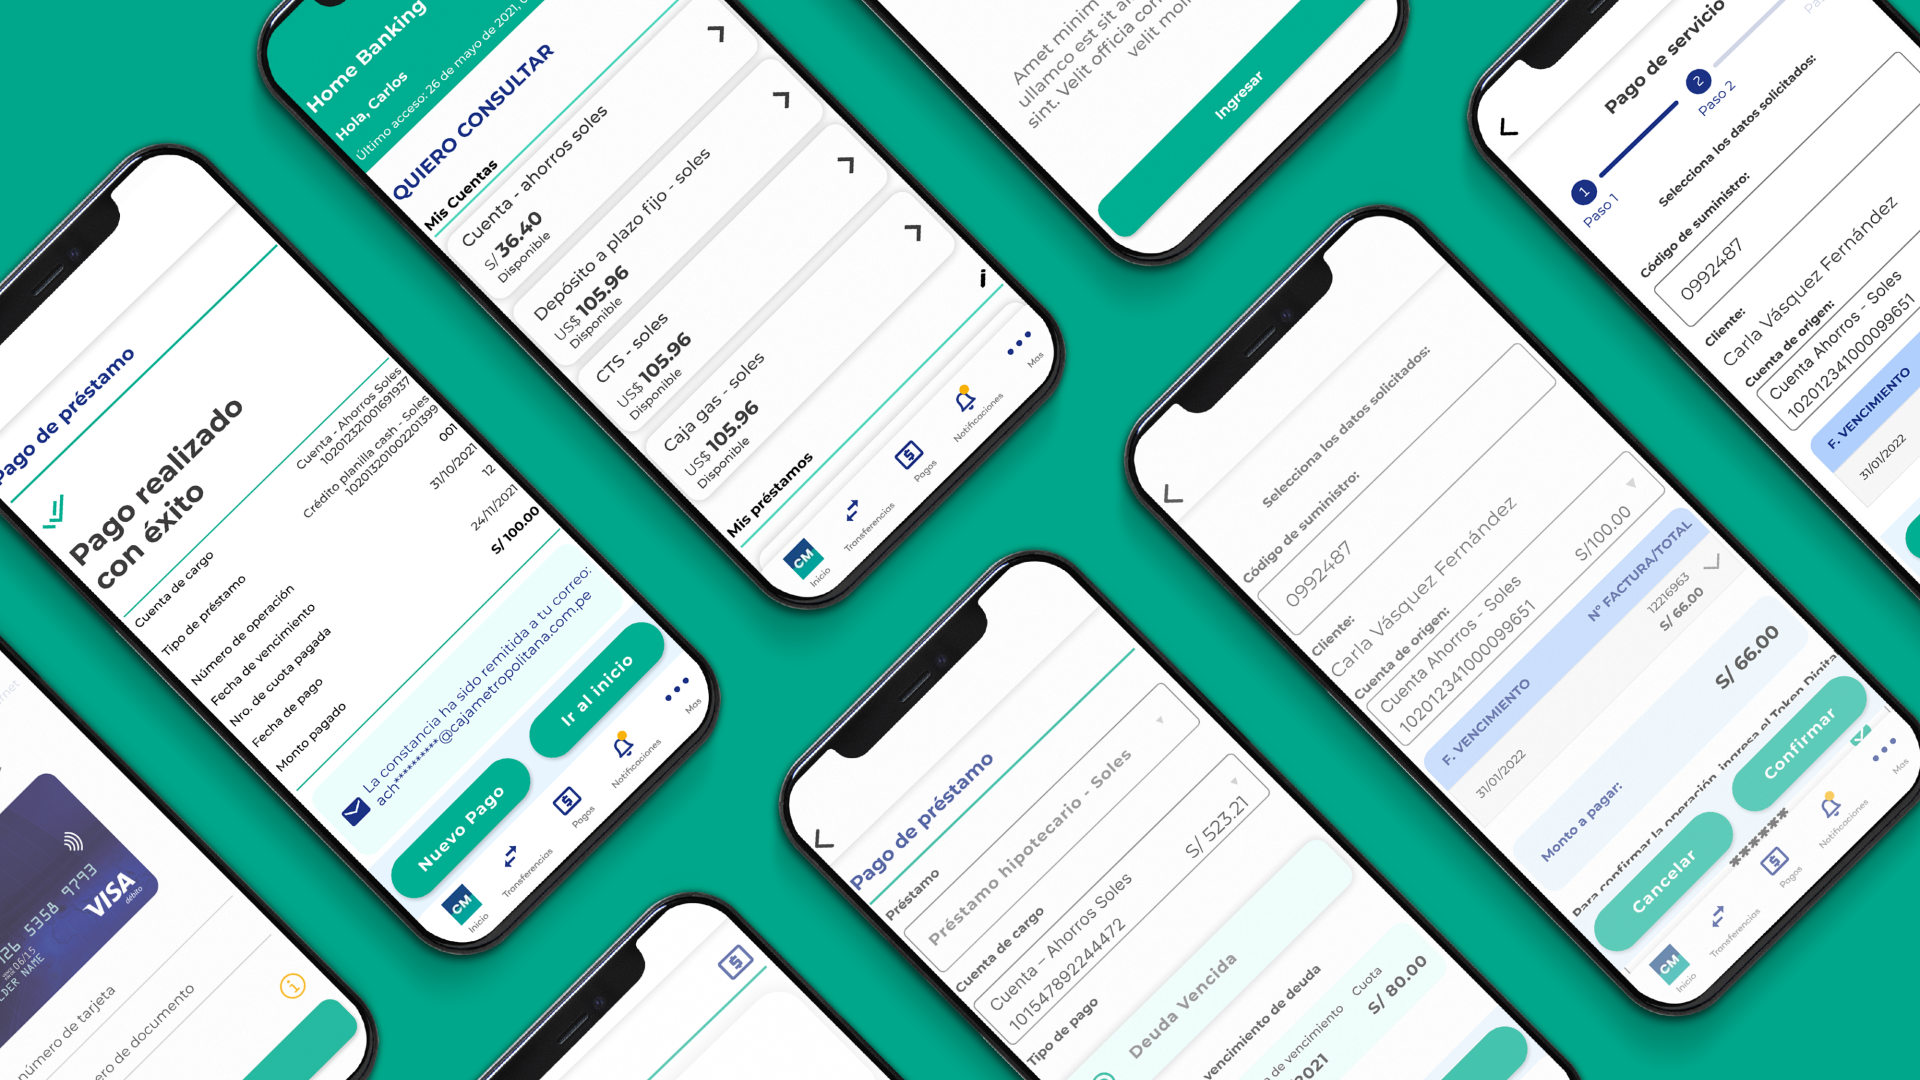 Home Banking
Hola, Carlos
Último acceso: 26 de mayo de 2021,
QUIERO CONSULTAR
Mis Cuentas
Cuenta - ahorros soles
S/ 36.40
Disponible
Depósito a plazo fijo - soles
US$ 105.96
Disponible
CTS - soles
US$ 105.96
Disponible
Caja gas - soles
US$ 105.96
Disponible
i
Mis préstamos
CM
Inicio
Transferencias
Pagos
Notificaciones
Mas
Pago de préstamo
Pago realizado
con éxito
Cuenta de cargo
Cuenta - Ahorros Soles
102012321001691937
Tipo de préstamo
Crédito planilla cash - Soles
102013201002201399
Número de operación
001
Fecha de vencimiento
31/10/2021
Nro. de cuota pagada
12
Fecha de pago
24/11/2021
Monto pagado
S/ 100.00
La constancia ha sido remitida a tu correo:
ach**********@cajametropolitana.com.pe
Nuevo Pago
Ir al inicio
CM
Inicio
Transferencias
Pagos
Notificaciones
Mas
5358 9793
06/15
NAME
VISA
débito
número de tarjeta
de documento
Amet minim
ullamco est sit
sint. Velit officia
velit
Ingresar
Pago de servicio
1
Paso 1
2
Paso 2
Selecciona los datos solicitados:
Código de suministro:
0992487
Cliente:
Carla Vásquez Fernández
Cuenta de origen:
Cuenta Ahorros - Soles
102012341000099651
F. VENCIMIENTO
31/01/2022
Selecciona los datos solicitados:
Código de suministro:
0992487
Cliente:
Carla Vásquez Fernández
Cuenta de origen:
Cuenta Ahorros - Soles
102012341000099651
S/100.00
F. VENCIMIENTO
N° FACTURA/TOTAL
31/01/2022
12216963
S/ 66.00
Monto a pagar:
S/ 66.00
Para confirmar la operación, ingresa el Token Digital
*******
Cancelar
Confirmar
CM
Inicio
Transferencias
Pagos
Notificaciones
Mas
Pago de préstamo
Préstamo
Préstamo hipotecario - Soles
Cuenta de cargo
Cuenta - Ahorros Soles
101547892244472
S/ 523.21
Tipo de pago
Deuda Vencida
vencimiento de deuda
de vencimiento
2021
Cuota
S/ 80.00